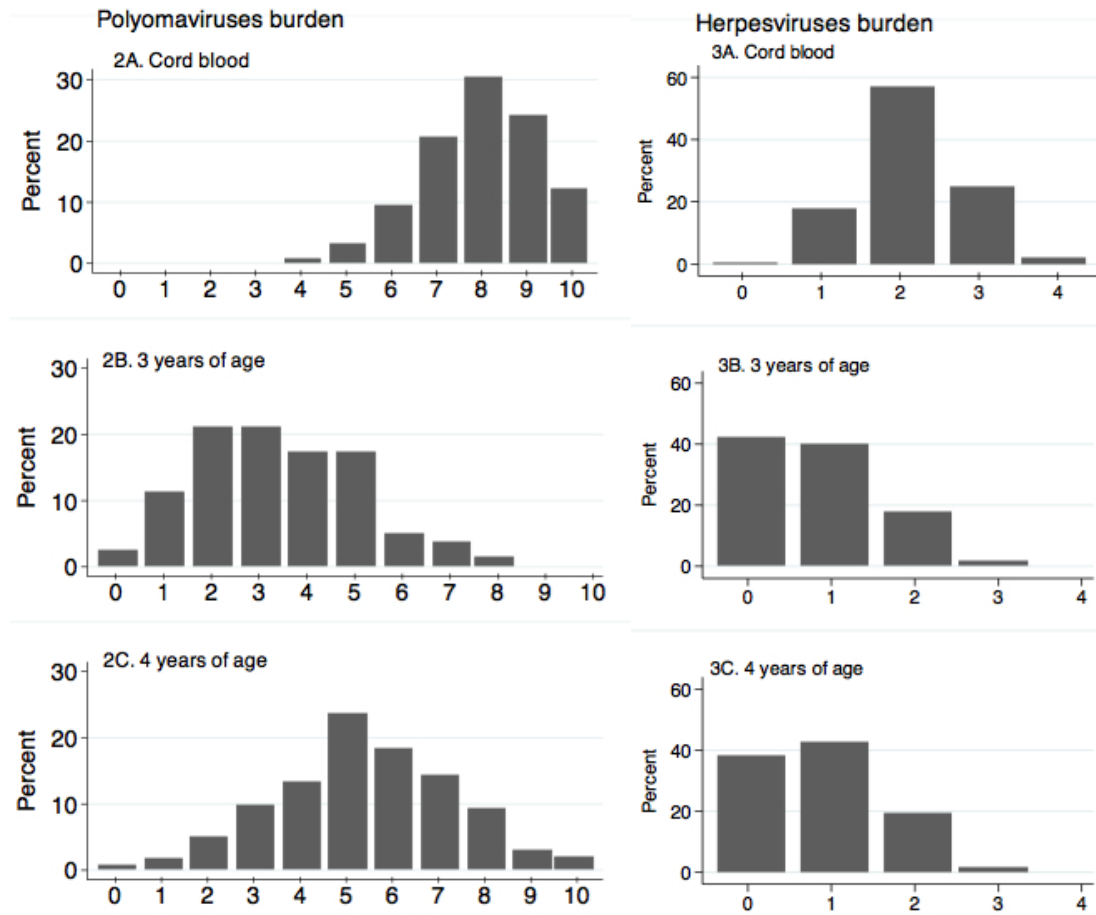 Polyomaviruses burden
2A. Cord blood
30
20
10
0
Percent
0 1 2 3 4 5 6 7 8 9 10
2B. 3 years of age
30
20
10
0
Percent
0 1 2 3 4 5 6 7 8 9 10
2C. 4 years of age
30
20
10
0
Percent
0 1 2 3 4 5 6 7 8 9 10
Herpesviruses burden
3A. Cord blood
60
40
20
0
Percent
0 1 2 3 4
3B. 3 years of age
60
40
20
0
Percent
0 1 2 3 4
3C. 4 years of age
60
40
20
0
Percent
0 1 2 3 4